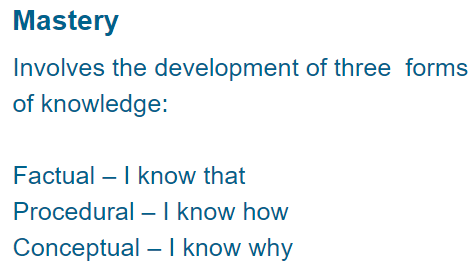 Mastery
Involves the development of three  forms
of knowledge:
Factual – I know that
Procedural – I know how
Conceptual – I know why